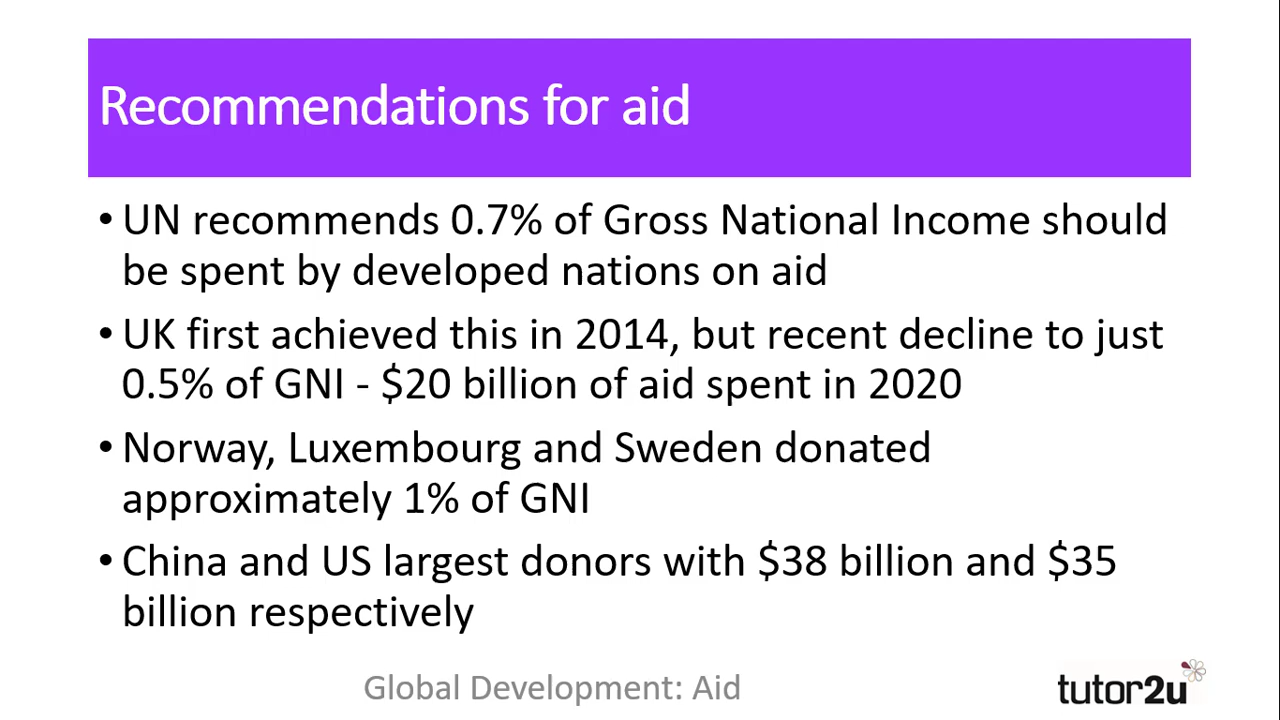 Recommendations for aid
• UN recommends 0.7% of Gross National Income should
be spent by developed nations on aid
• UK first achieved this in 2014, but recent decline to just
0.5% of GNI - $20 billion of aid spent in 2020
• Norway, Luxembourg and Sweden donated
approximately 1% of GNI
• China and US largest donors with $38 billion and $35
billion respectively
Global Development: Aid
tutor2u